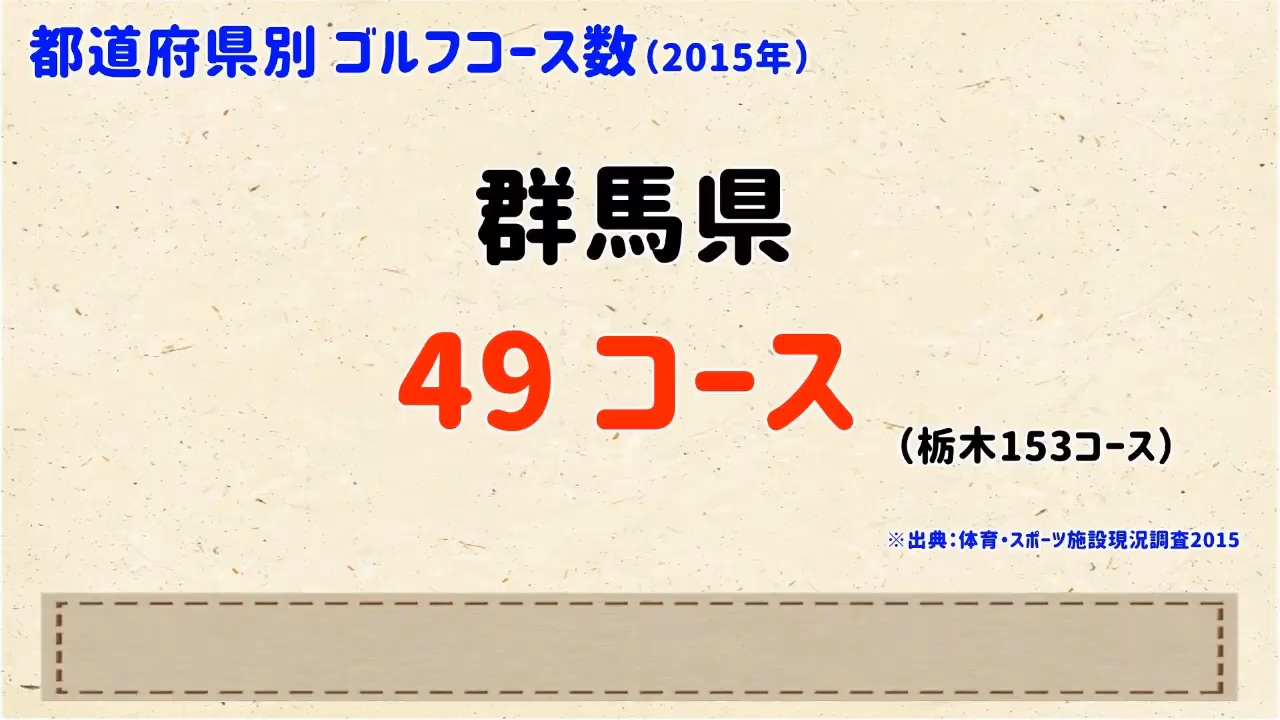 都道府県別 ゴルフコース数（2015年）
群馬県
49 コース
（栃木153コース）
※出典：体育・スポーツ施設現況調査2015